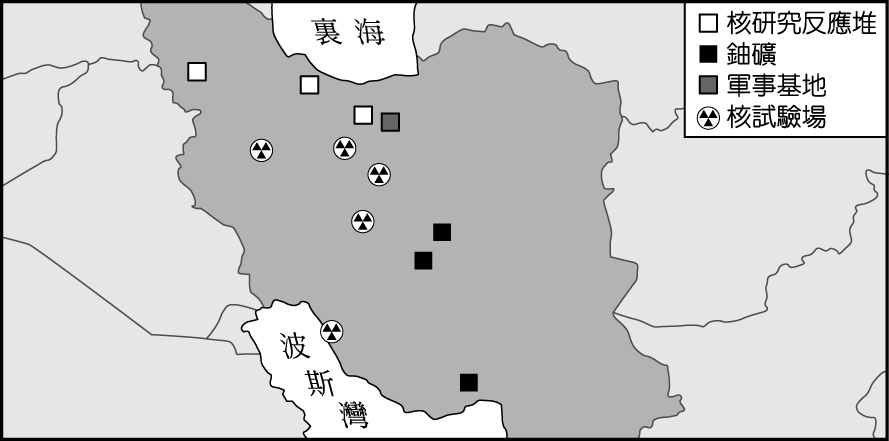 裏海
核研究反應堆
鈾礦
軍事基地
核試驗場
波斯灣